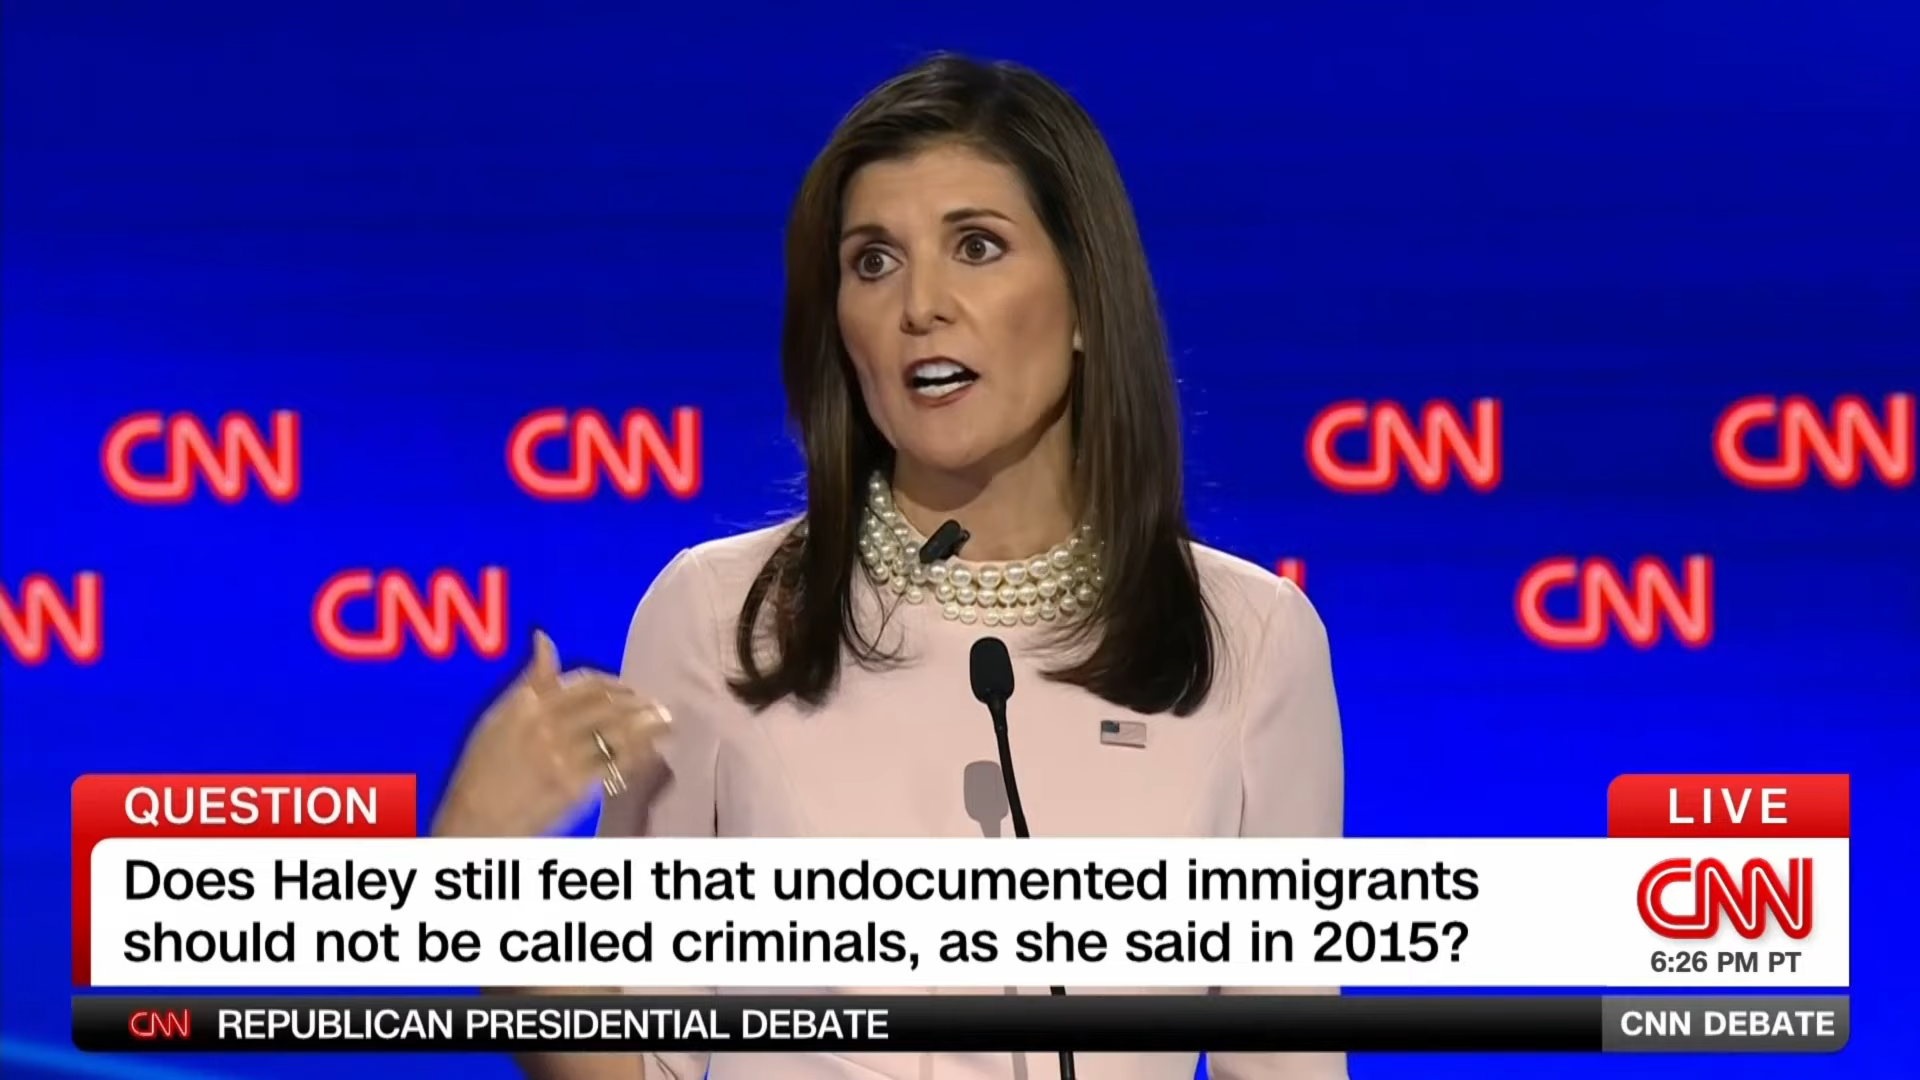 CNN CNN CNN CNN
CNN CNN
QUESTION
LIVE
Does Haley still feel that undocumented immigrants
should not be called criminals, as she said in 2015?
CNN
6:26 PM PT
CNN REPUBLICAN PRESIDENTIAL DEBATE
CNN DEBATE